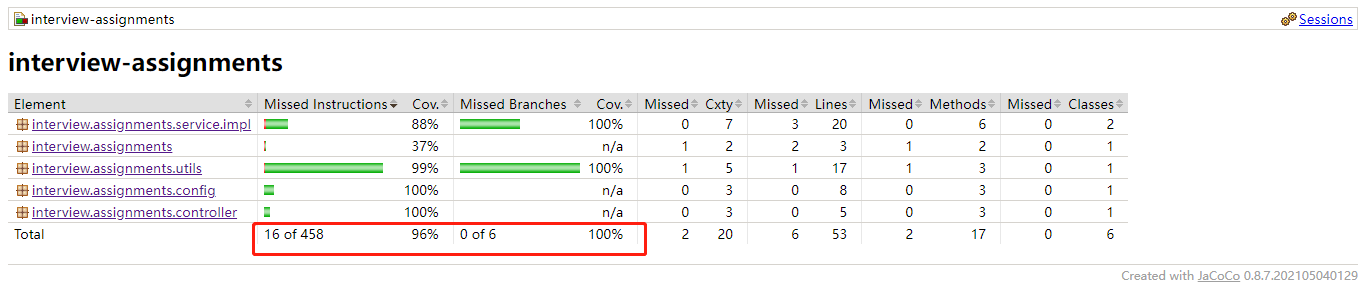 interview-assignments Sessions
interview-assignments
Element Missed Instructions Cov. Missed Branches Cov. Missed Cxty Missed Lines Missed Methods Missed Classes
interview.assignments.service.impl 88% 100% 0 7 3 20 0 6 0 2
interview.assignments 37% n/a 1 2 2 3 1 2 0 1
interview.assignments.utils 99% 100% 1 5 1 17 1 3 0 1
interview.assignments.config 100% n/a 0 3 0 8 0 3 0 1
interview.assignments.controller 100% n/a 0 3 0 5 0 3 0 1
Total 16 of 458 96% 0 of 6 100% 2 20 6 53 2 17 0 6
Created with JaCoCo 0.8.7.202105040129